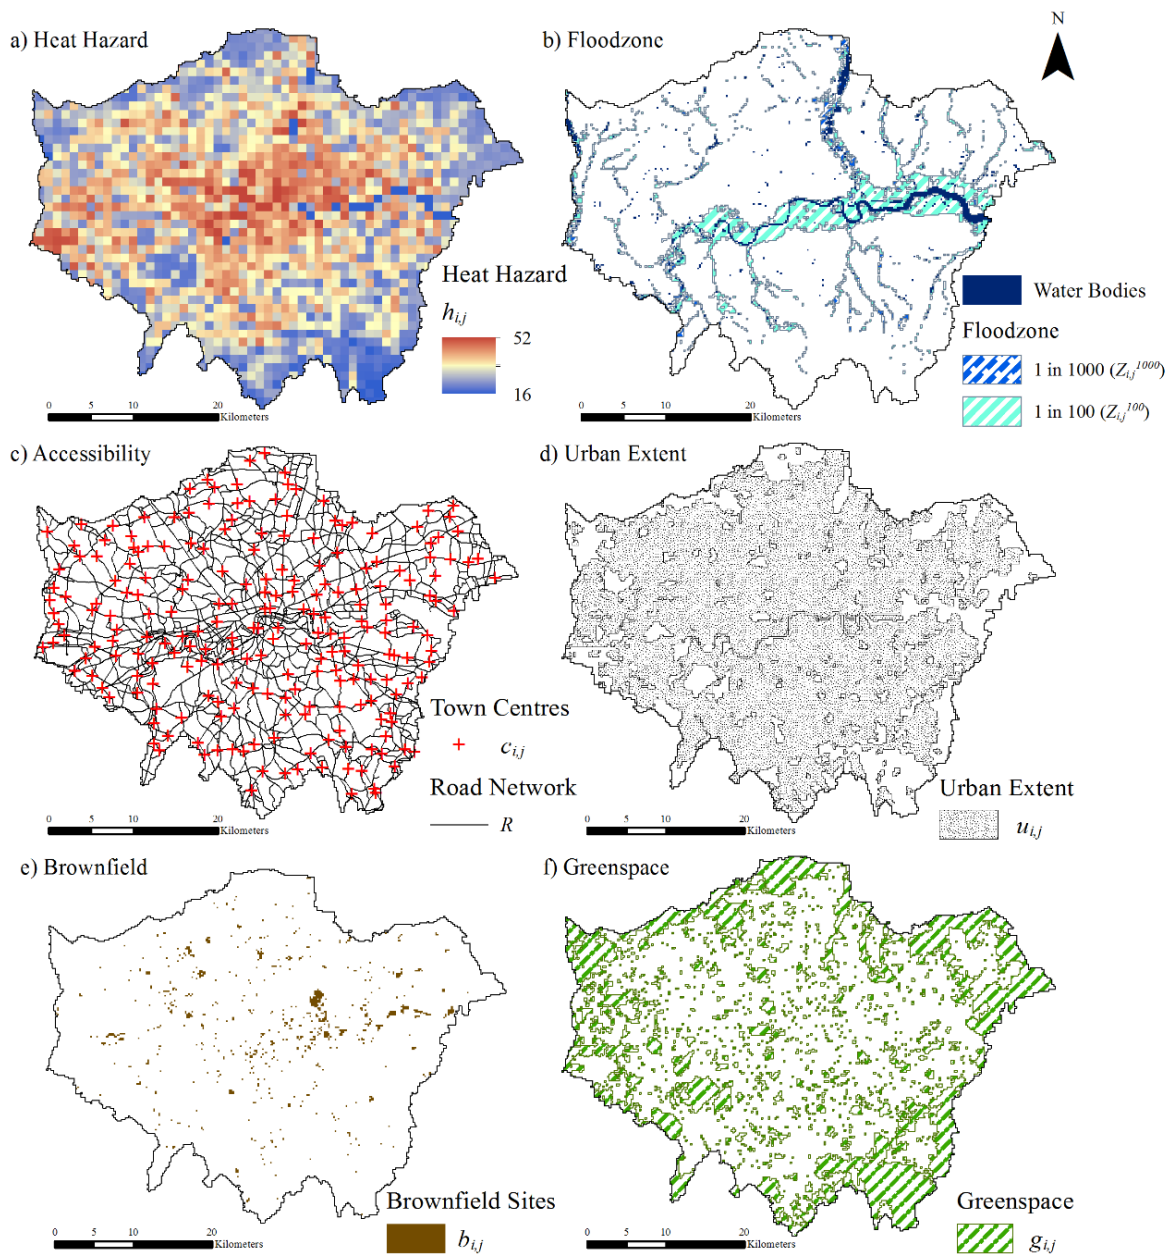 a) Heat Hazard
Heat Hazard
h_{i,j}
52
16
0 5 10 20
Kilometers
b) Floodzone
N
Water Bodies
Floodzone
1 in 1000 (Z_{i,j}^{1000})
1 in 100 (Z_{i,j}^{100})
0 5 10 20
Kilometers
c) Accessibility
Town Centres
c_{i,j}
Road Network
R
0 5 10 20
Kilometers
d) Urban Extent
Urban Extent
u_{i,j}
0 5 10 20
Kilometers
e) Brownfield
Brownfield Sites
b_{i,j}
0 5 10 20
Kilometers
f) Greenspace
Greenspace
g_{i,j}
0 5 10 20
Kilometers